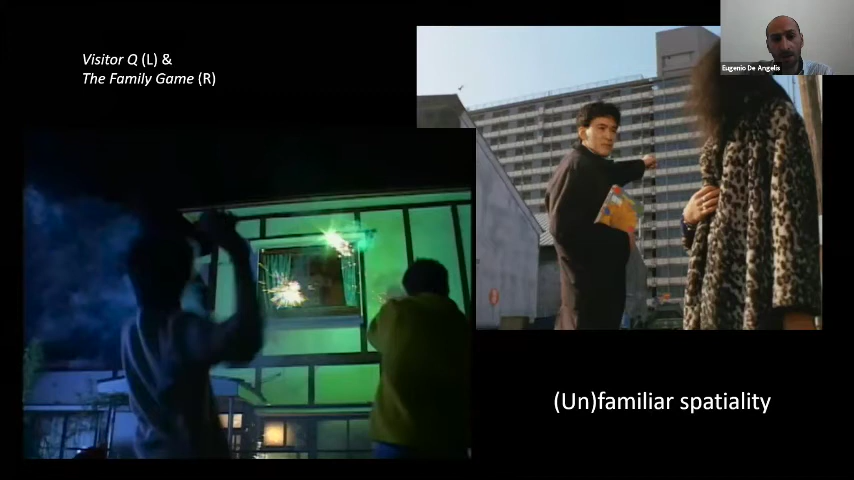 Visitor Q (L) &
The Family Game (R)
Eugenio De Angelis
(Un)familiar spatiality